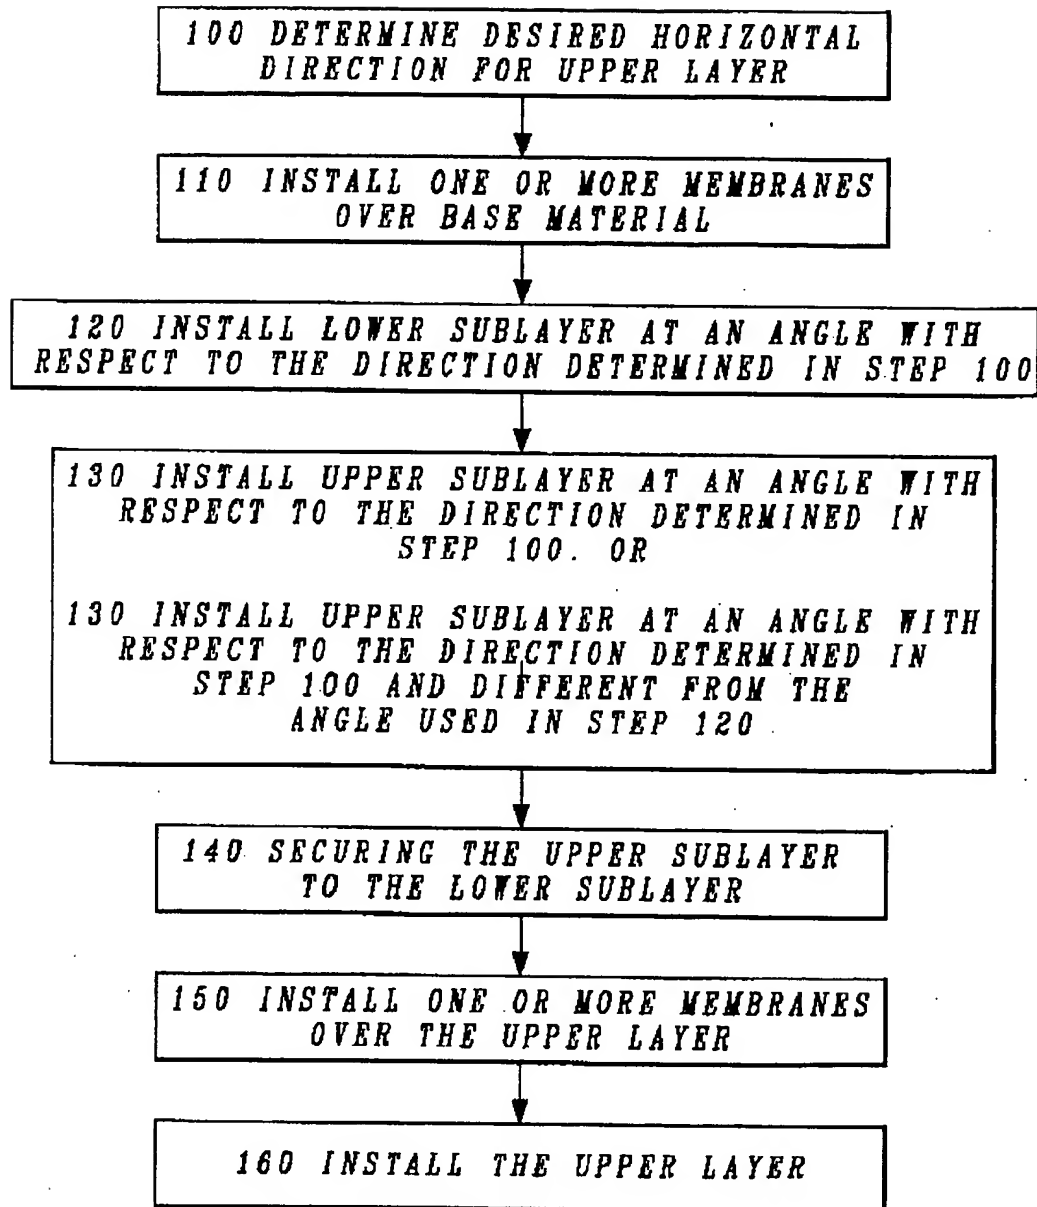 100 DETERMINE DESIRED HORIZONTAL
DIRECTION FOR UPPER LAYER
110 INSTALL ONE OR MORE MEMBRANES
OVER BASE MATERIAL
120 INSTALL LOWER SUBLAYER AT AN ANGLE WITH
RESPECT TO THE DIRECTION DETERMINED IN STEP 100
130 INSTALL UPPER SUBLAYER AT AN ANGLE WITH
RESPECT TO THE DIRECTION DETERMINED IN
STEP 100. OR
130 INSTALL UPPER SUBLAYER AT AN ANGLE WITH
RESPECT TO THE DIRECTION DETERMINED IN
STEP 100 AND DIFFERENT FROM THE
ANGLE USED IN STEP 120
140 SECURING THE UPPER SUBLAYER
TO THE LOWER SUBLAYER
150 INSTALL ONE OR MORE MEMBRANES
OVER THE UPPER LAYER
160 INSTALL THE UPPER LAYER